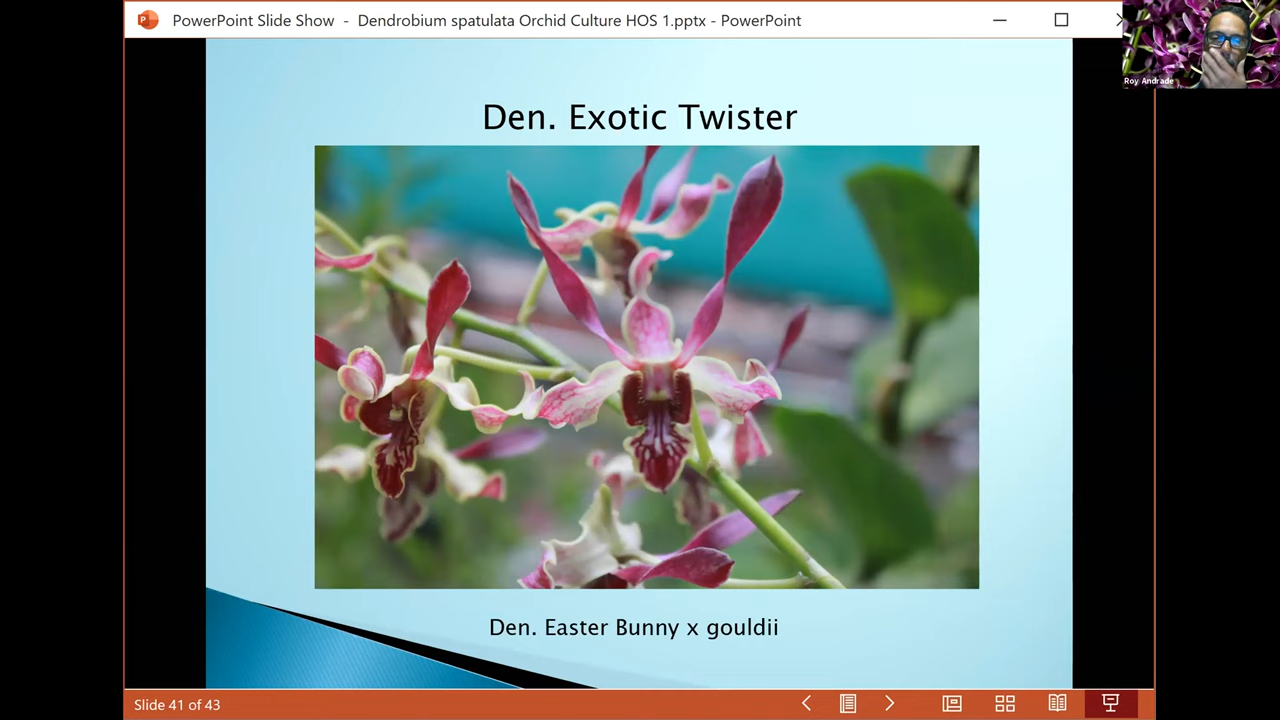 PowerPoint Slide Show - Dendrobium spatulata Orchid Culture HOS 1.pptx - PowerPoint
Roy Andrade
Den. Exotic Twister
Den. Easter Bunny x gouldii
Slide 41 of 43